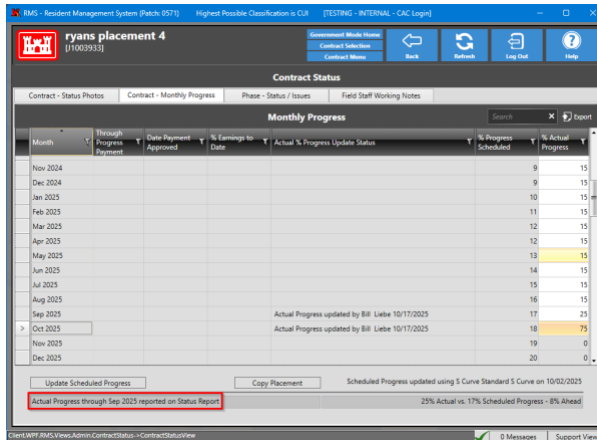 RMS - Resident Management System (Patch: 0571) Highest Possible Classification is CUI [TESTING - INTERNAL - CAC Login]
ryans placement 4
[J1003933]
Government Mode Home
Contract Selection
Contract Menu
Back
Refresh
Log Out
Help
Contract Status
Contract - Status Photos Contract - Monthly Progress Phase - Status / Issues Field Staff Working Notes
Monthly Progress
Search
Export
Month Through Progress Payment Date Payment Approved % Earnings to Date Actual % Progress Update Status % Progress Scheduled % Actual Progress
Nov 2024 9 15
Dec 2024 9 15
Jan 2025 10 15
Feb 2025 11 15
Mar 2025 12 15
Apr 2025 12 15
May 2025 13 15
Jun 2025 14 15
Jul 2025 15 15
Aug 2025 16 15
Sep 2025 Actual Progress updated by Bill Liebe 10/17/2025 17 25
Oct 2025 Actual Progress updated by Bill Liebe 10/17/2025 18 75
Nov 2025 19 0
Dec 2025 20 0
Update Scheduled Progress Copy Placement Scheduled Progress updated using S Curve Standard S Curve on 10/02/2025
Actual Progress through Sep 2025 reported on Status Report 25% Actual vs. 17% Scheduled Progress - 8% Ahead
Client.WPF.RMS.Views.Admin.ContractStatus->ContractStatusView 0 Messages Support View